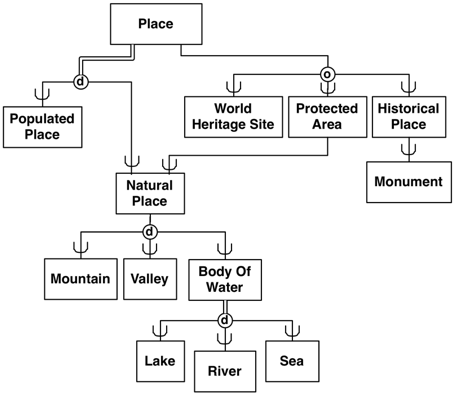 Place
d
o
Populated
Place
World
Heritage Site
Protected
Area
Historical
Place
Natural
Place
Monument
d
Mountain
Valley
Body Of
Water
d
Lake
River
Sea